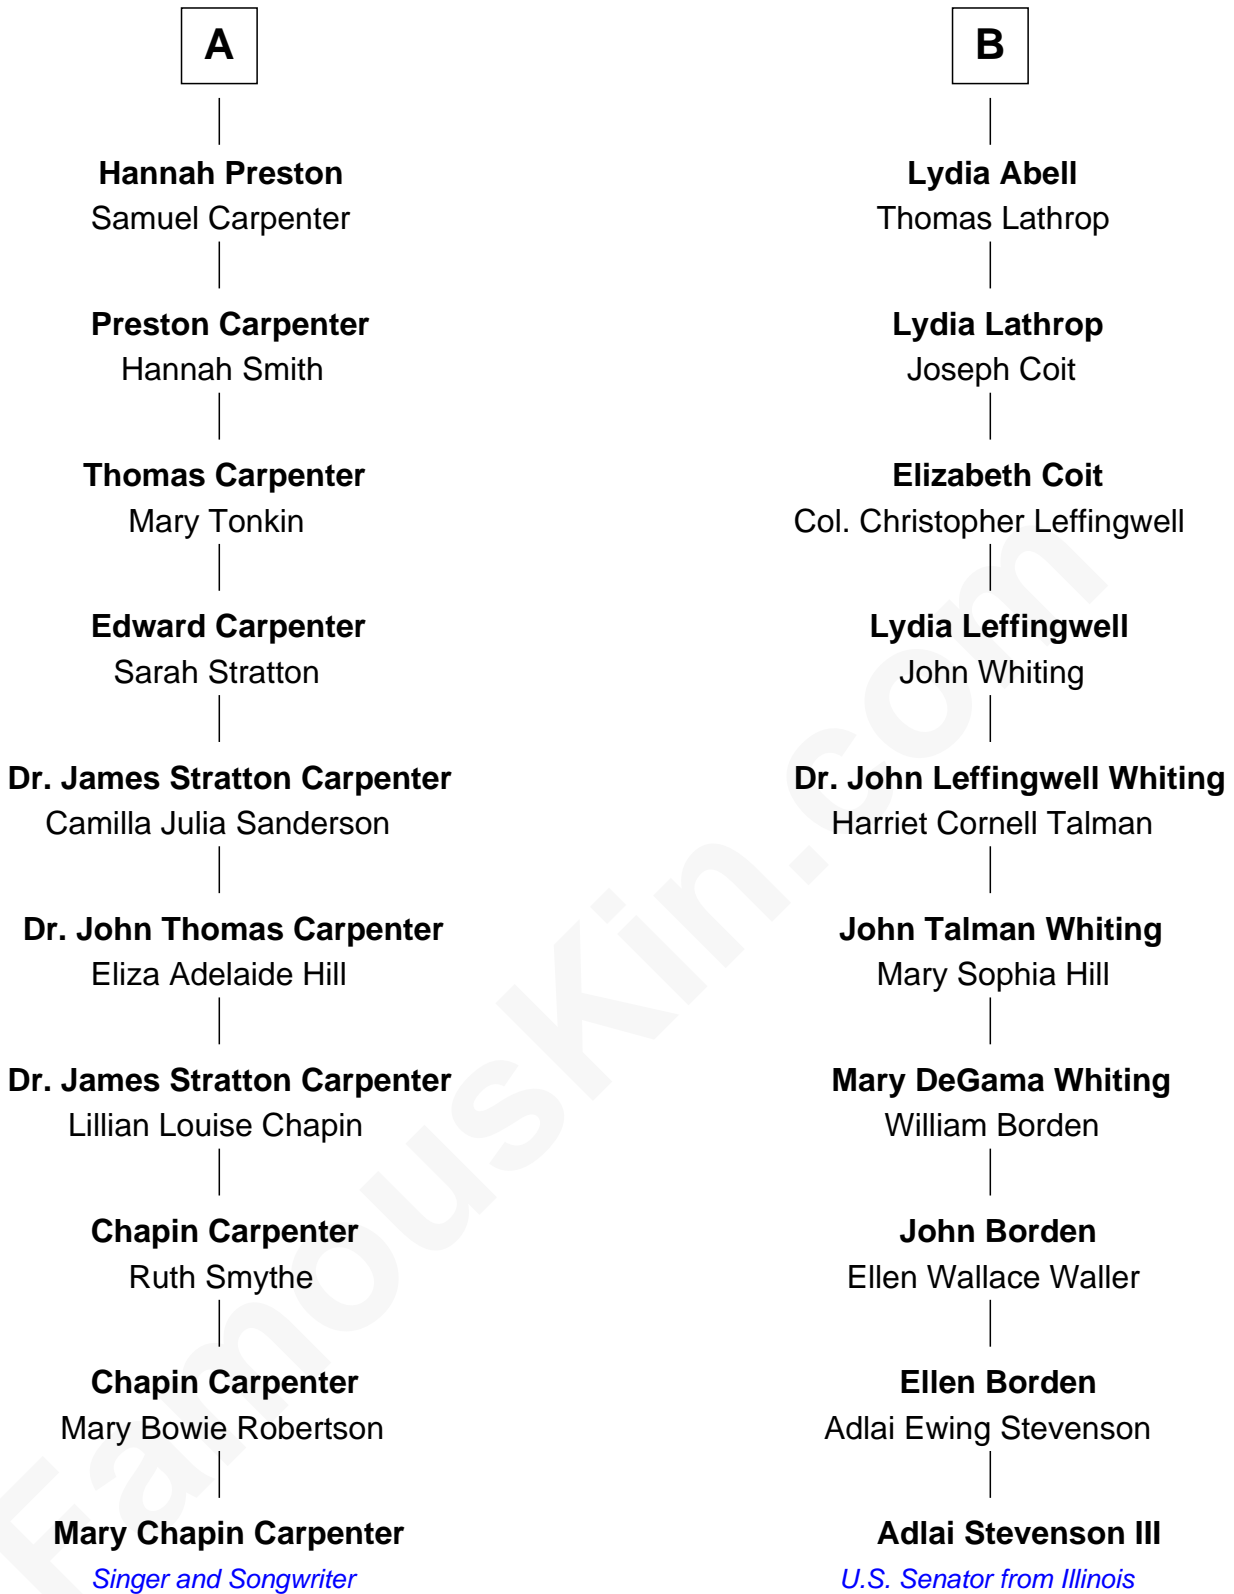 A
Hannah Preston
Samuel Carpenter
Preston Carpenter
Hannah Smith
Thomas Carpenter
Mary Tonkin
Edward Carpenter
Sarah Stratton
Dr. James Stratton Carpenter
Camilla Julia Sanderson
Dr. John Thomas Carpenter
Eliza Adelaide Hill
Dr. James Stratton Carpenter
Lillian Louise Chapin
Chapin Carpenter
Ruth Smythe
Chapin Carpenter
Mary Bowie Robertson
Mary Chapin Carpenter
Singer and Songwriter
B
Lydia Abell
Thomas Lathrop
Lydia Lathrop
Joseph Coit
Elizabeth Coit
Col. Christopher Leffingwell
Lydia Leffingwell
John Whiting
Dr. John Leffingwell Whiting
Harriet Cornell Talman
John Talman Whiting
Mary Sophia Hill
Mary DeGama Whiting
William Borden
John Borden
Ellen Wallace Waller
Ellen Borden
Adlai Ewing Stevenson
Adlai Stevenson III
U.S. Senator from Illinois
FamousKin.com